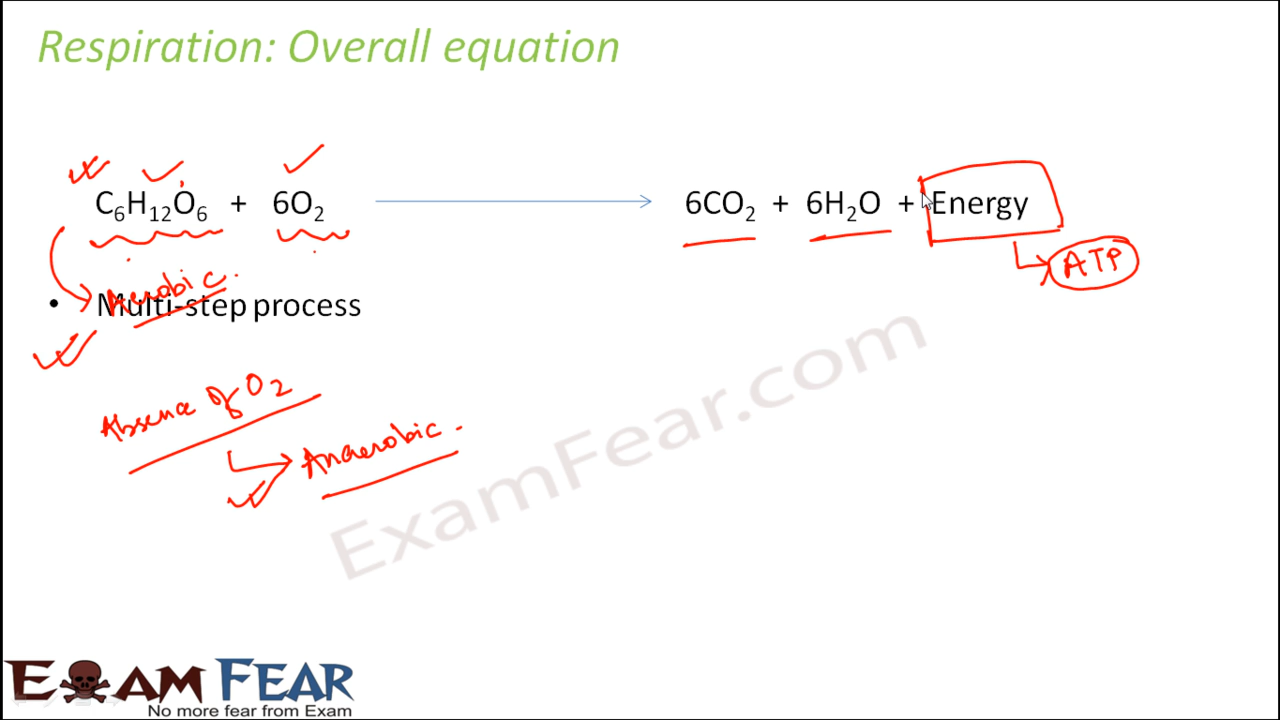 Respiration: Overall equation
C₆H₁₂O₆ + 6O₂ → 6CO₂ + 6H₂O + Energy
ATP
Aerobic.
• Multi-step process
Absence of O₂
Anaerobic.
ExamFear.com
EXAM FEAR
No more fear from Exam